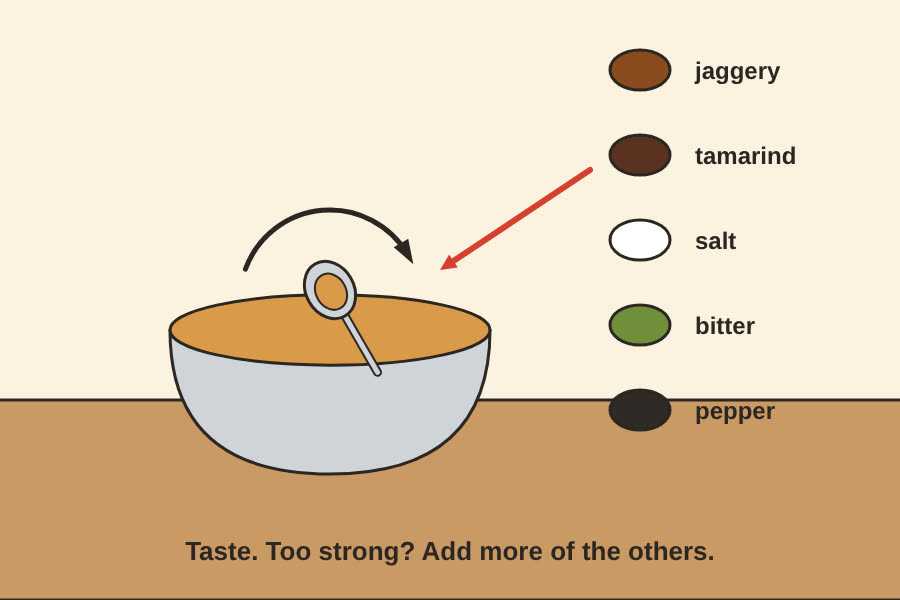 jaggery
tamarind
salt
bitter
pepper
Taste. Too strong? Add more of the others.